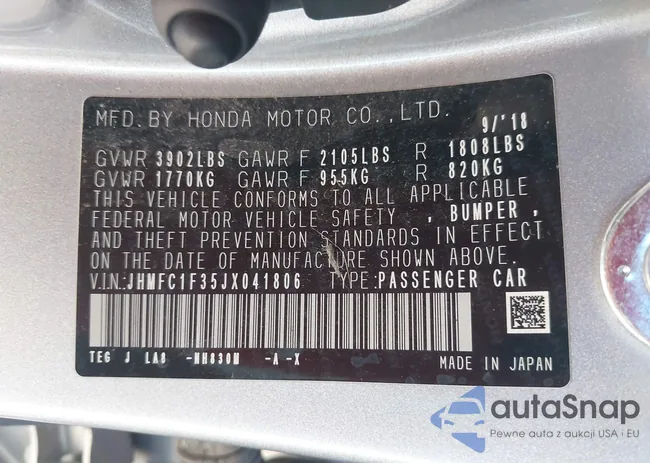 MFD.BY HONDA MOTOR CO.,LTD. 9/'18
GVWR 3902LBS GAWR F 2105LBS R 1808LBS
GVWR 1770KG GAWR F 955KG R 820KG
THIS VEHICLE CONFORMS TO ALL APPLICABLE
FEDERAL MOTOR VEHICLE SAFETY , BUMPER ,
AND THEFT PREVENTION STANDARDS IN EFFECT
ON THE DATE OF MANUFACTURE SHOWN ABOVE.
V.I.N.:JHMFC1F35JX041806 TYPE:PASSENGER CAR
TEG J LA8 -NH830M -A-X
MADE IN JAPAN
autaSnap
Pewne auta z aukcji USA i EU